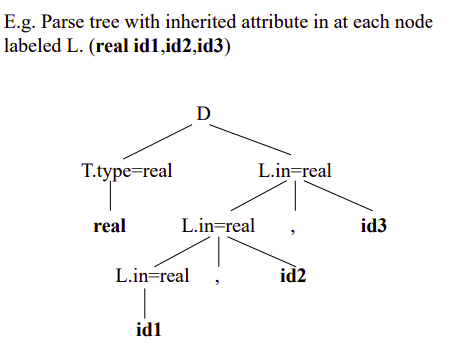 E.g. Parse tree with inherited attribute in at each node
labeled L. (real id1,id2,id3)
D
T.type=real L.in=real
real L.in=real , id3
L.in=real , id2
id1